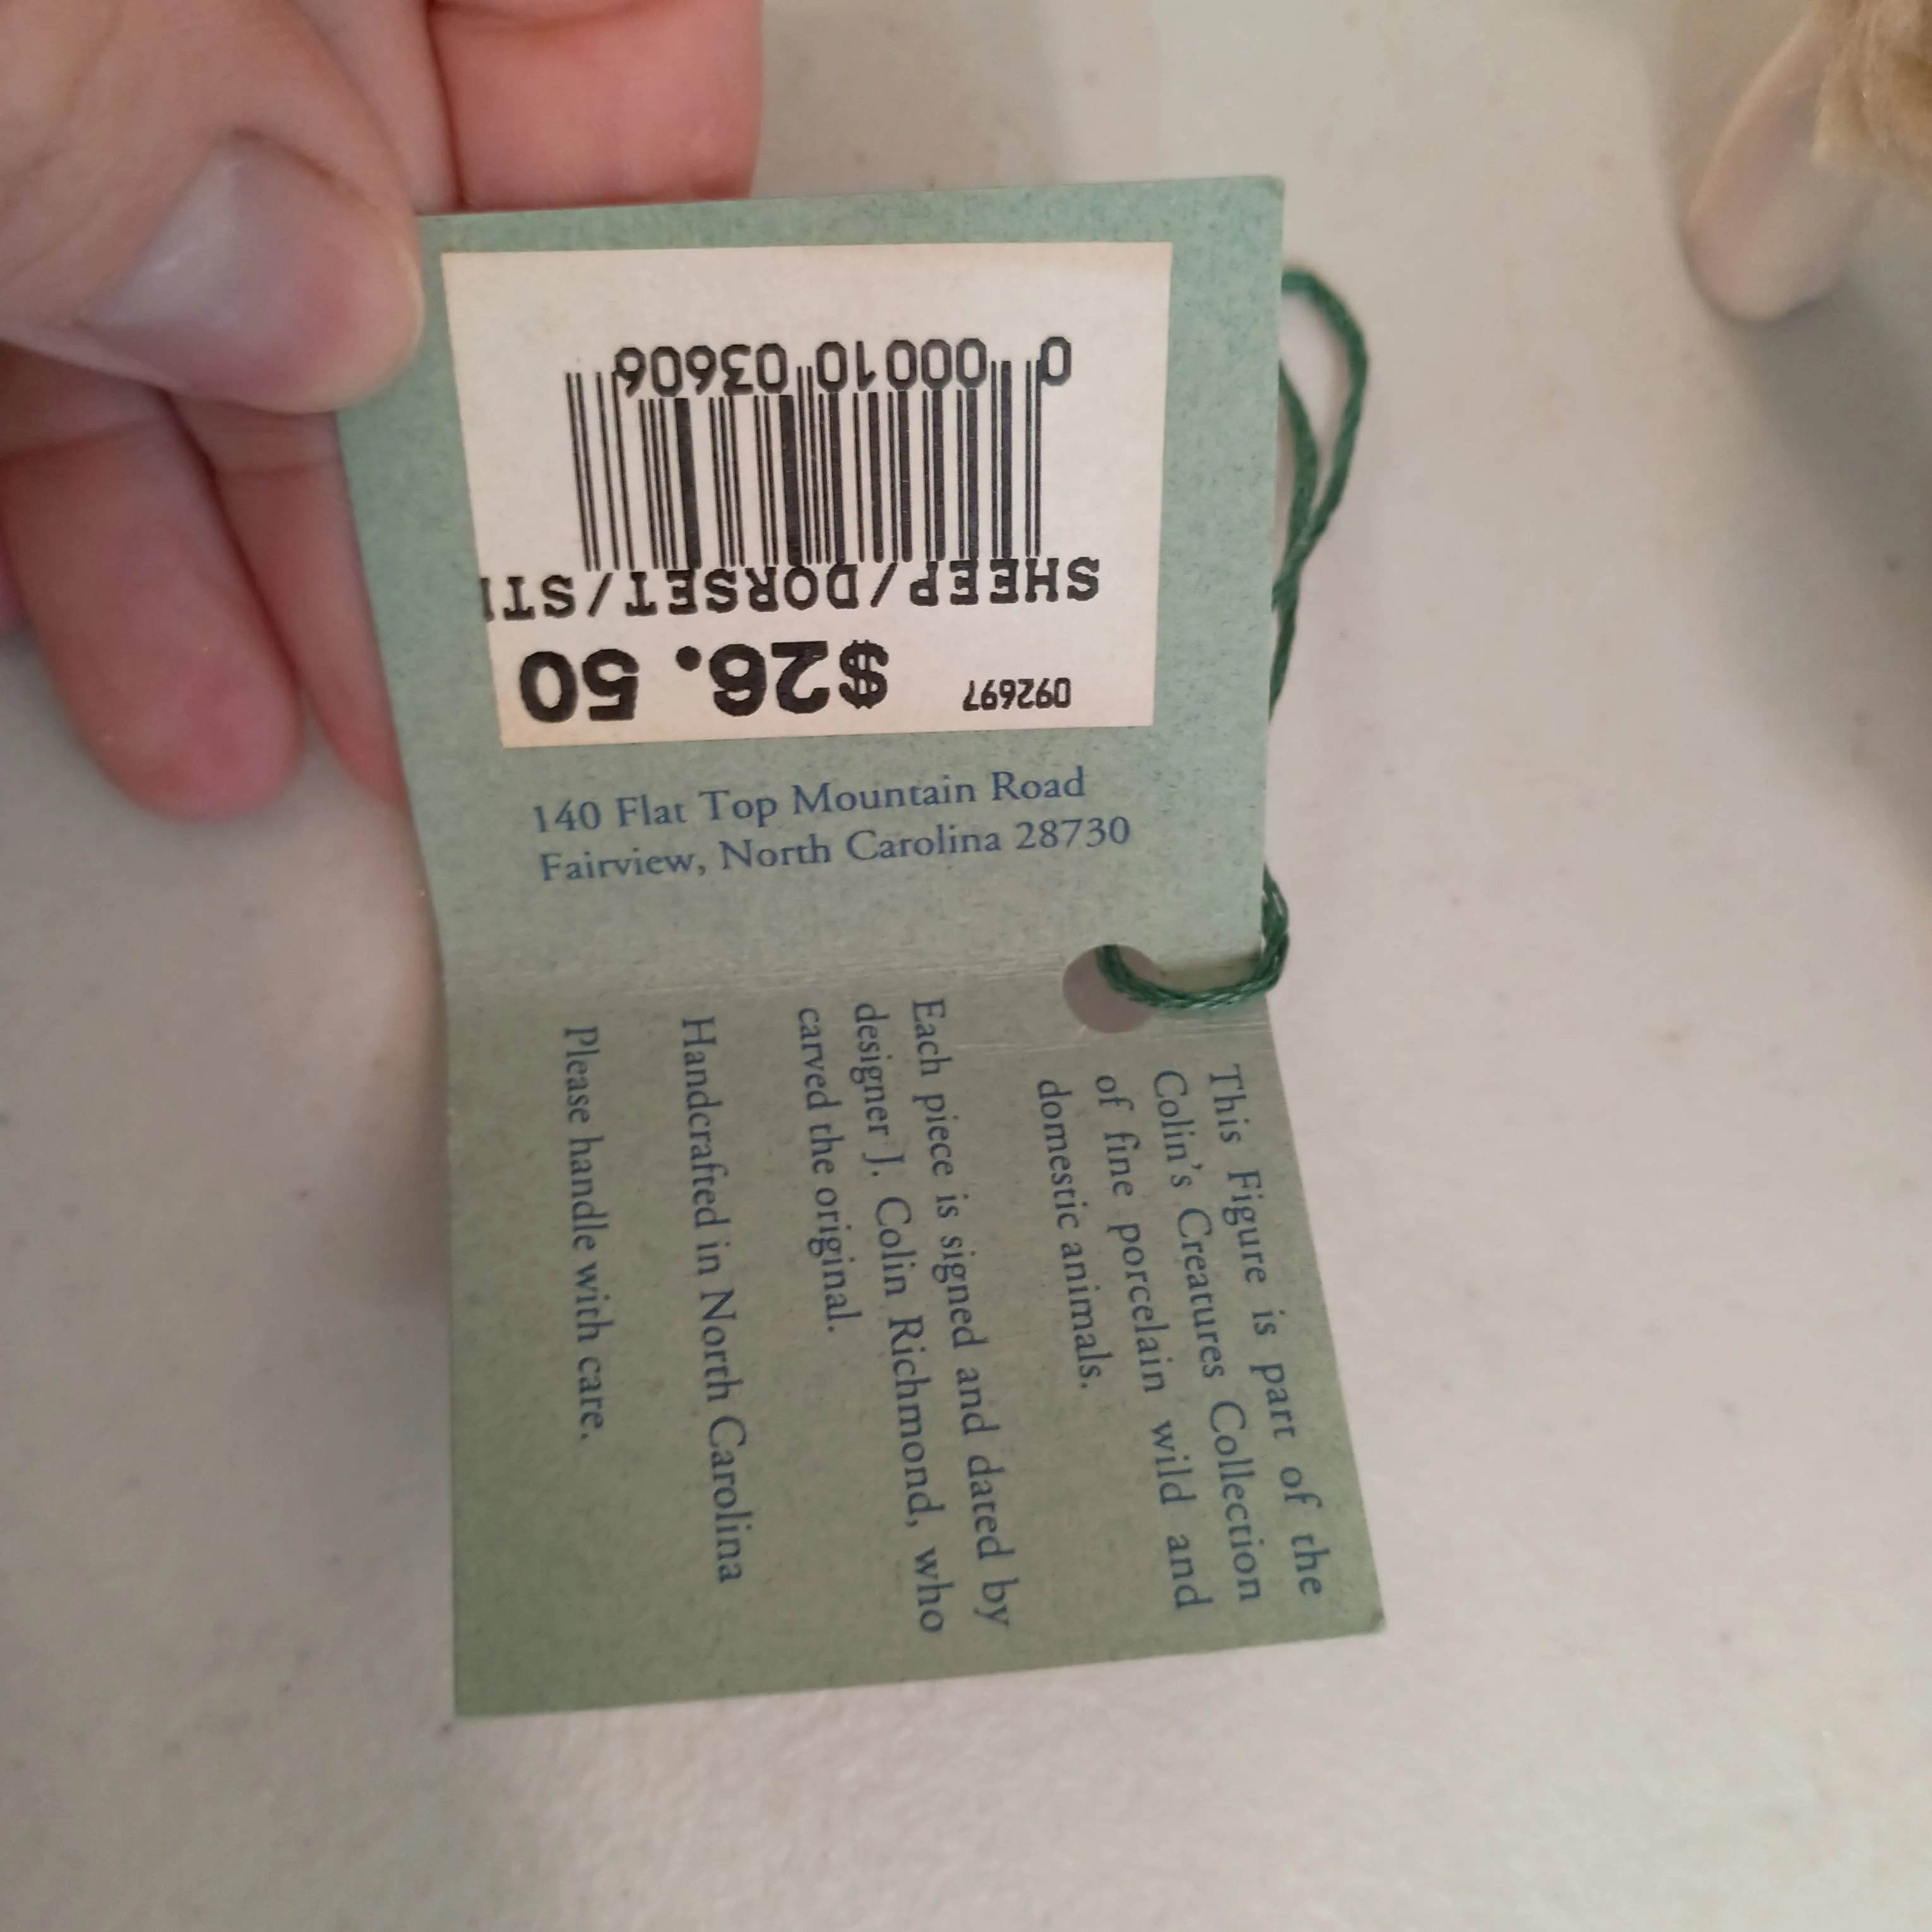 0 00010 03606
SHEEP/DORSET/ST
092697 $26.50
140 Flat Top Mountain Road
Fairview, North Carolina 28730
This Figure is part of the
Colin's Creatures Collection
of fine porcelain wild and
domestic animals.
Each piece is signed and dated by
designer J. Colin Richmond, who
carved the original.
Handcrafted in North Carolina
Please handle with care.